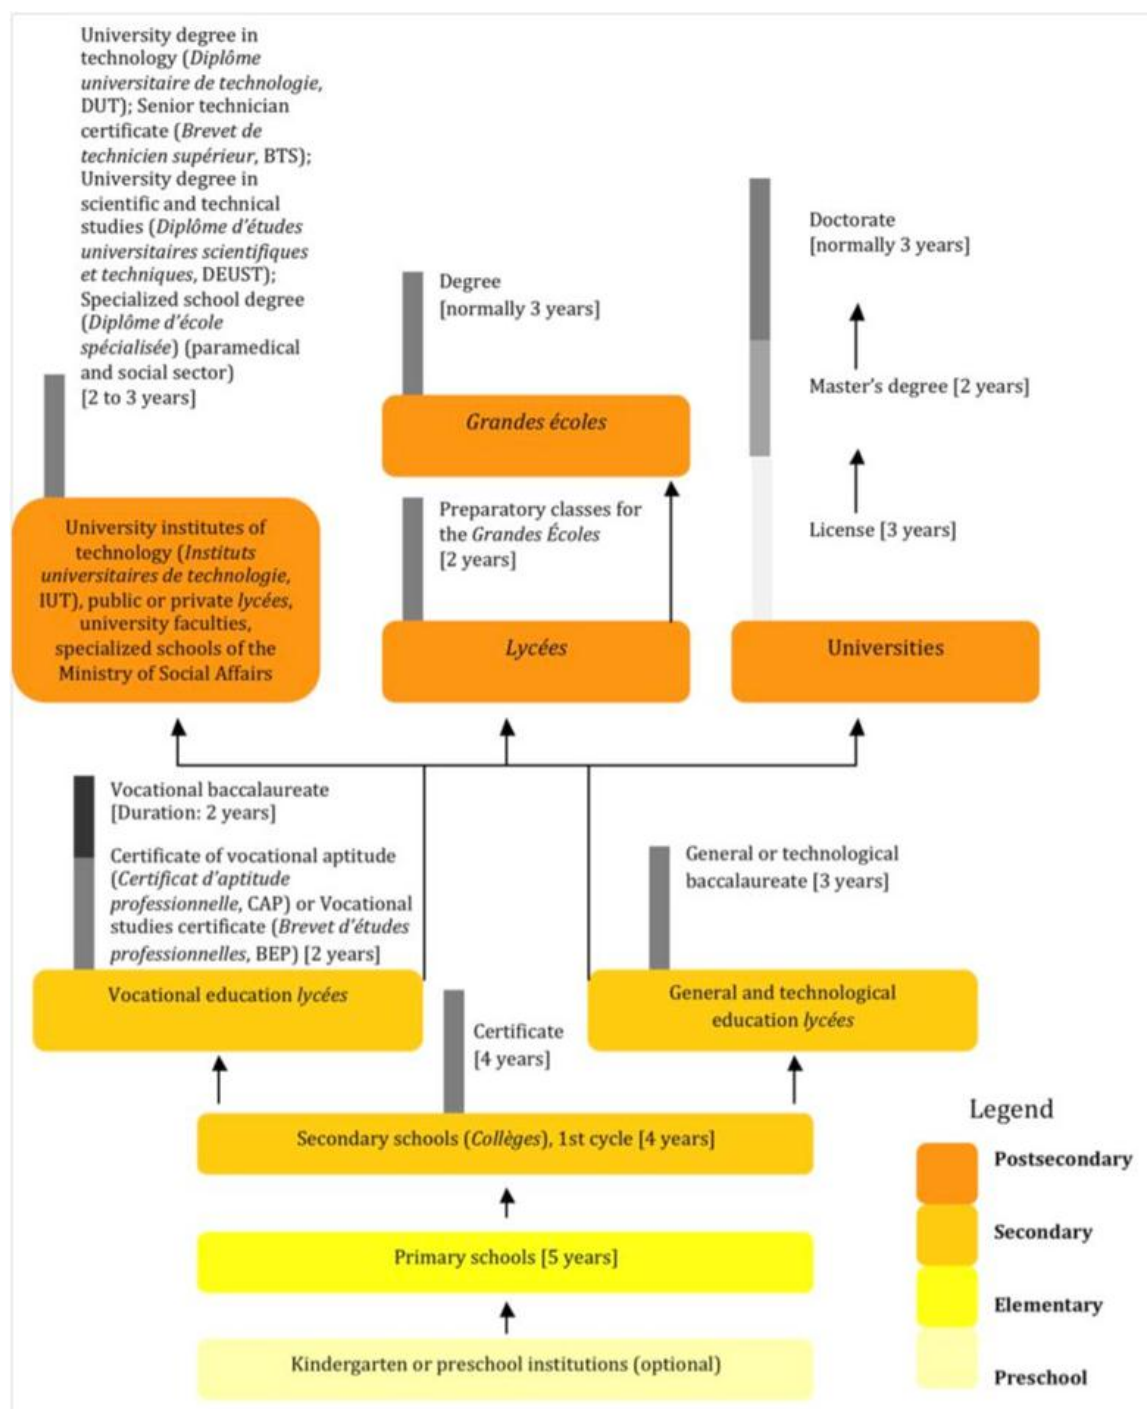 University degree in
technology (Diplôme
universitaire de technologie,
DUT); Senior technician
certificate (Brevet de
technicien supérieur, BTS);
University degree in
scientific and technical
studies (Diplôme d'études
universitaires scientifiques
et techniques, DEUST);
Specialized school degree
(Diplôme d'école
spécialisée) (paramedical
and social sector)
[2 to 3 years]
Degree
[normally 3 years]
Doctorate
[normally 3 years]
Master's degree [2 years]
License [3 years]
Grandes écoles
Preparatory classes for
the Grandes Écoles
[2 years]
University institutes of
technology (Instituts
universitaires de technologie,
IUT), public or private lycées,
university faculties,
specialized schools of the
Ministry of Social Affairs
Lycées
Universities
Vocational baccalaureate
[Duration: 2 years]
Certificate of vocational aptitude
(Certificat d'aptitude
professionnelle, CAP) or Vocational
studies certificate (Brevet d'études
professionnelles, BEP) [2 years]
General or technological
baccalaureate [3 years]
Vocational education lycées
General and technological
education lycées
Certificate
[4 years]
Secondary schools (Collèges), 1st cycle [4 years]
Primary schools [5 years]
Kindergarten or preschool institutions (optional)
Legend
Postsecondary
Secondary
Elementary
Preschool